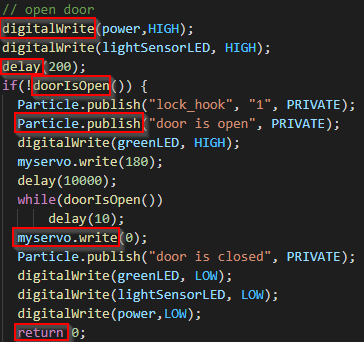 // open door
digitalWrite(power,HIGH);
digitalWrite(lightSensorLED, HIGH);
delay(200);
if(!doorIsOpen()) {
Particle.publish("lock_hook", "1", PRIVATE);
Particle.publish("door is open", PRIVATE);
digitalWrite(greenLED, HIGH);
myservo.write(180);
delay(10000);
while(doorIsOpen())
delay(10);
myservo.write(0);
Particle.publish("door is closed", PRIVATE);
digitalWrite(greenLED, LOW);
digitalWrite(lightSensorLED, LOW);
digitalWrite(power,LOW);
return 0;